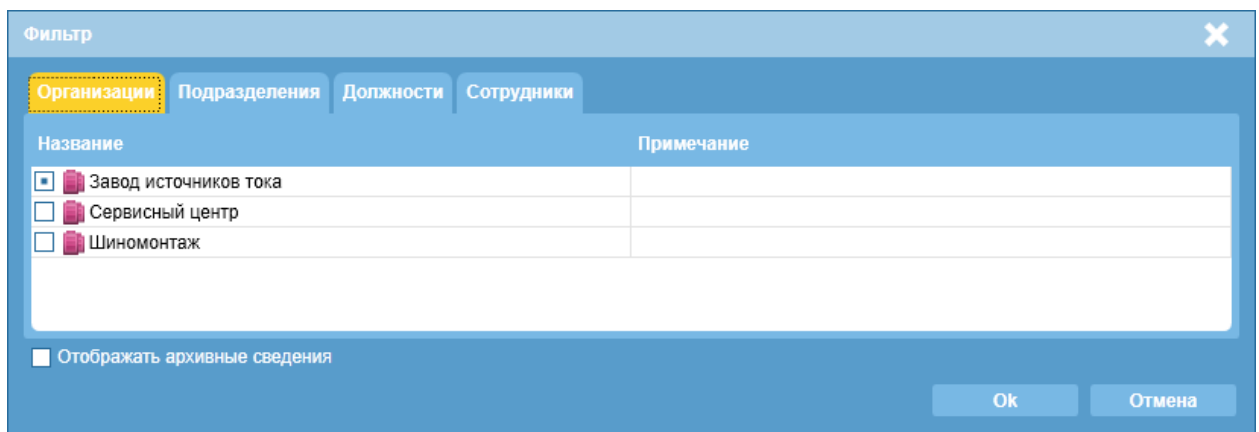 Фильтр
Организации Подразделения Должности Сотрудники
Название Примечание
Завод источников тока
Сервисный центр
Шиномонтаж
Отображать архивные сведения
Ok Отмена